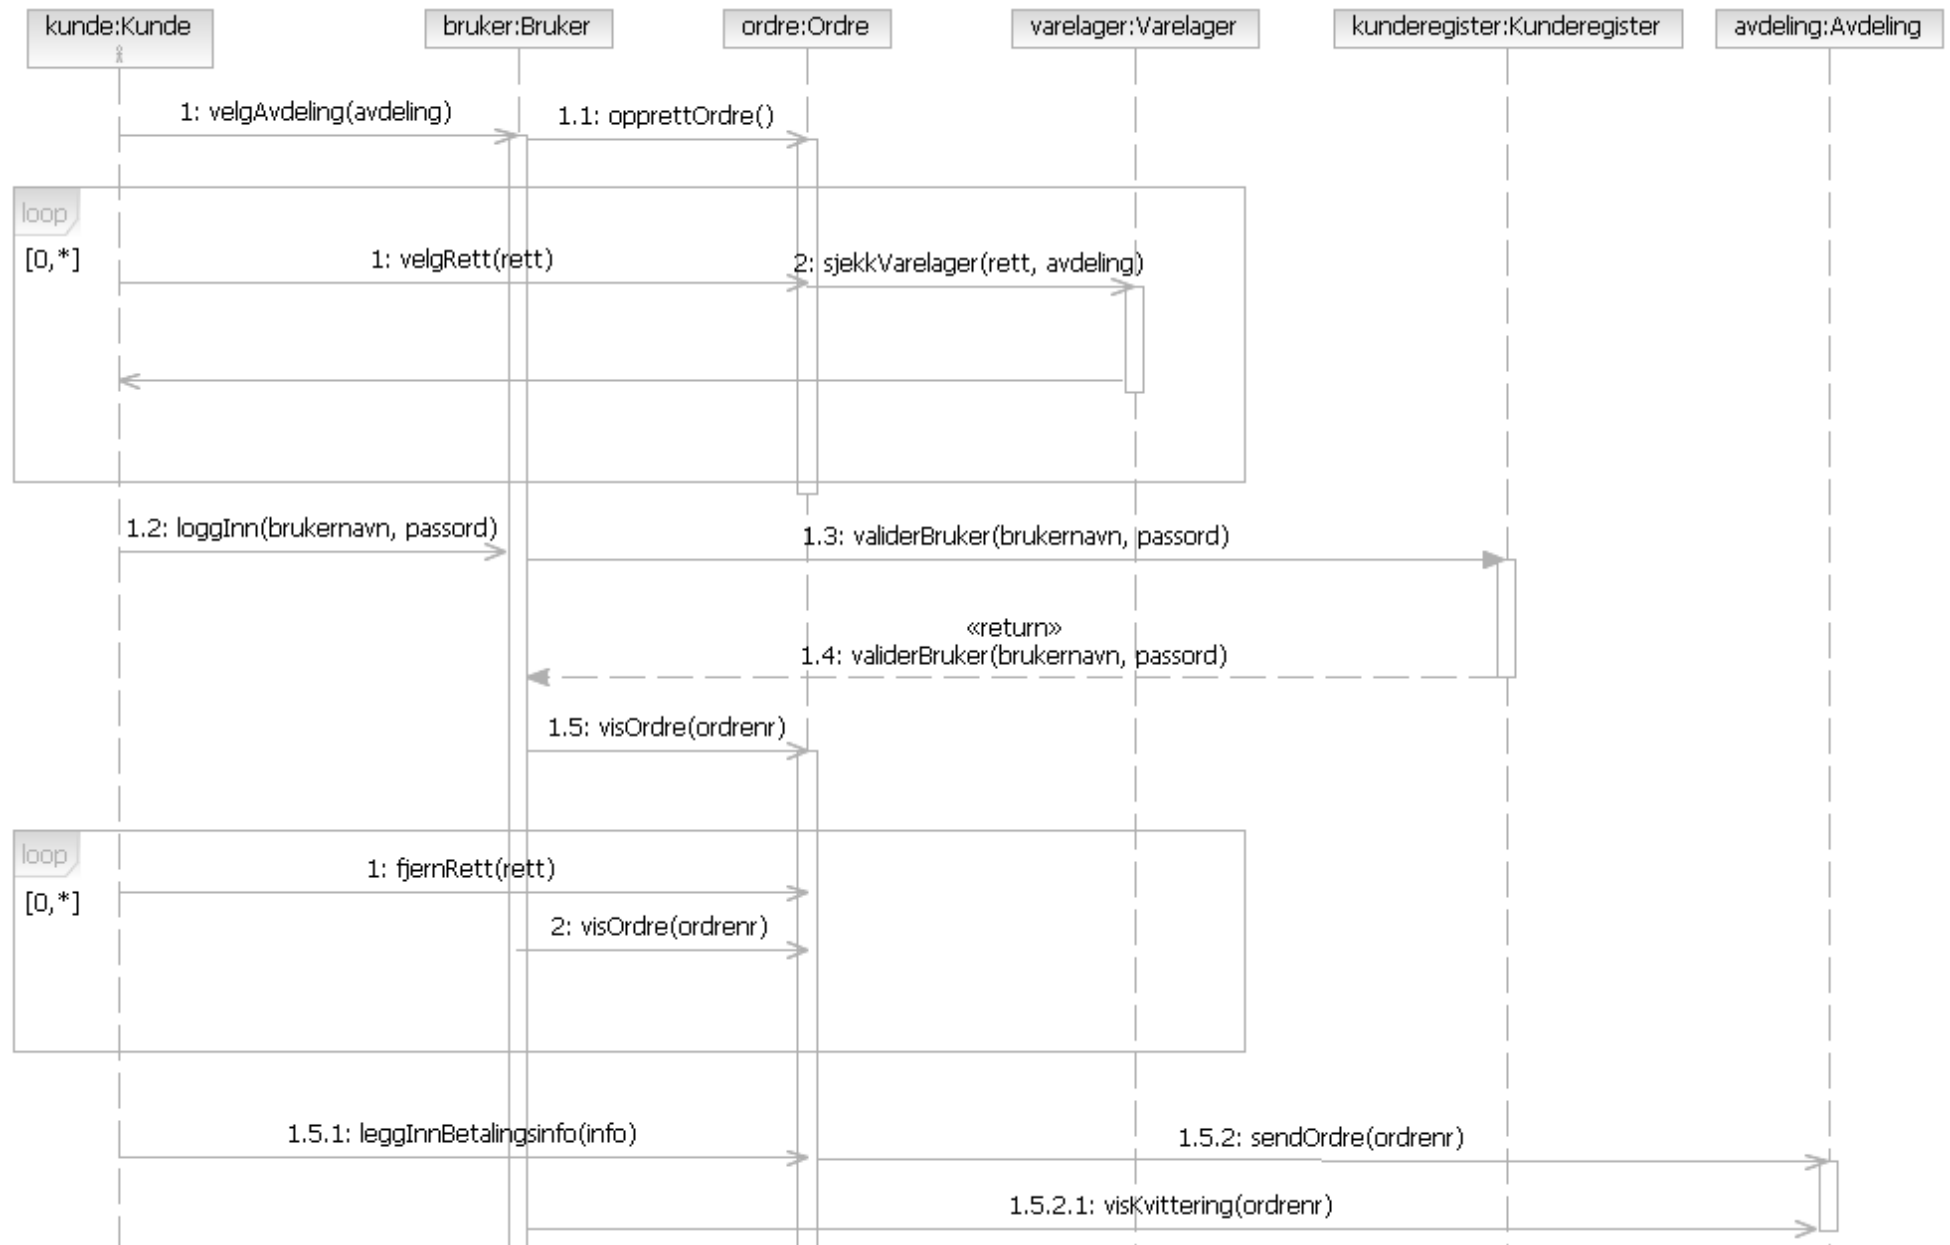 kunde:Kunde
bruker:Bruker
ordre:Ordre
varelager:Varelager
kunderegister:Kunderegister
avdeling:Avdeling
1: velgAvdeling(avdeling)
1.1: opprettOrdre()
loop
[0,*]
1: velgRett(rett)
2: sjekkVarelager(rett, avdeling)
1.2: loggInn(brukernavn, passord)
1.3: validerBruker(brukernavn, passord)
«return»
1.4: validerBruker(brukernavn, passord)
1.5: visOrdre(ordrenr)
loop
[0,*]
1: fjernRett(rett)
2: visOrdre(ordrenr)
1.5.1: leggInnBetalingsinfo(info)
1.5.2: sendOrdre(ordrenr)
1.5.2.1: visKvittering(ordrenr)